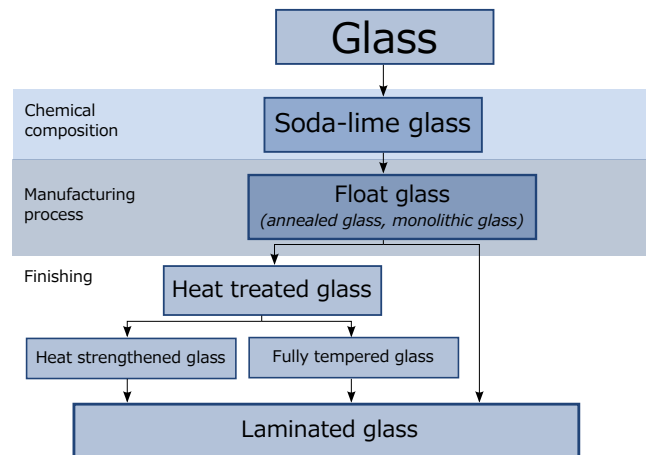 Glass
Chemical
composition
Soda-lime glass
Manufacturing
process
Float glass
(annealed glass, monolithic glass)
Finishing
Heat treated glass
Heat strengthened glass
Fully tempered glass
Laminated glass